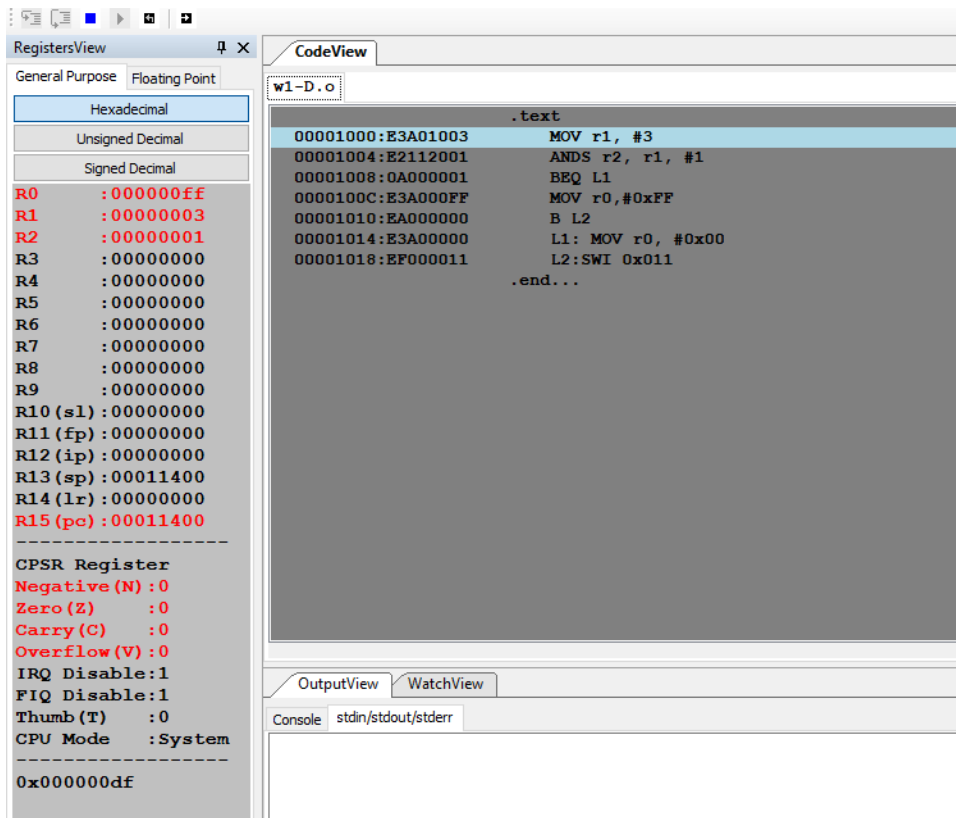 RegistersView
General Purpose Floating Point
Hexadecimal
Unsigned Decimal
Signed Decimal
R0 :000000ff
R1 :00000003
R2 :00000001
R3 :00000000
R4 :00000000
R5 :00000000
R6 :00000000
R7 :00000000
R8 :00000000
R9 :00000000
R10(sl):00000000
R11(fp):00000000
R12(ip):00000000
R13(sp):00011400
R14(lr):00000000
R15(pc):00011400
-------------------
CPSR Register
Negative(N):0
Zero(Z) :0
Carry(C) :0
Overflow(V):0
IRQ Disable:1
FIQ Disable:1
Thumb(T) :0
CPU Mode :System
-------------------
0x000000df
CodeView
w1-D.o
.text
00001000:E3A01003 MOV r1, #3
00001004:E2112001 ANDS r2, r1, #1
00001008:0A000001 BEQ L1
0000100C:E3A000FF MOV r0,#0xFF
00001010:EA000000 B L2
00001014:E3A00000 L1: MOV r0, #0x00
00001018:EF000011 L2:SWI 0x011
.end...
OutputView WatchView
Console stdin/stdout/stderr